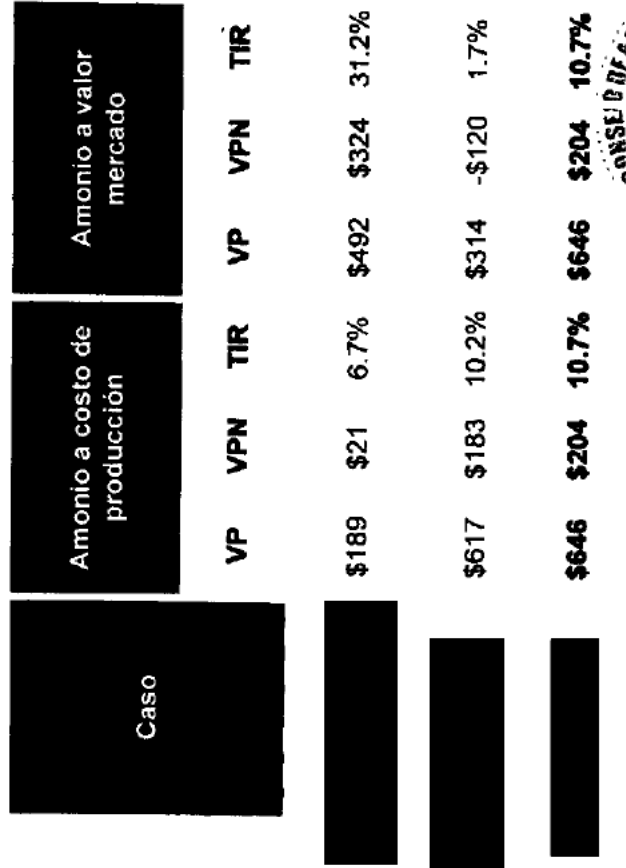 Caso
Amonio a costo de
producción
Amonio a valor
mercado
VP VPN TIR VP VPN TIR
$189 $21 6.7% $492 $324 31.2%
$617 $183 10.2% $314 -$120 1.7%
$646 $204 10.7% $646 $204 10.7%